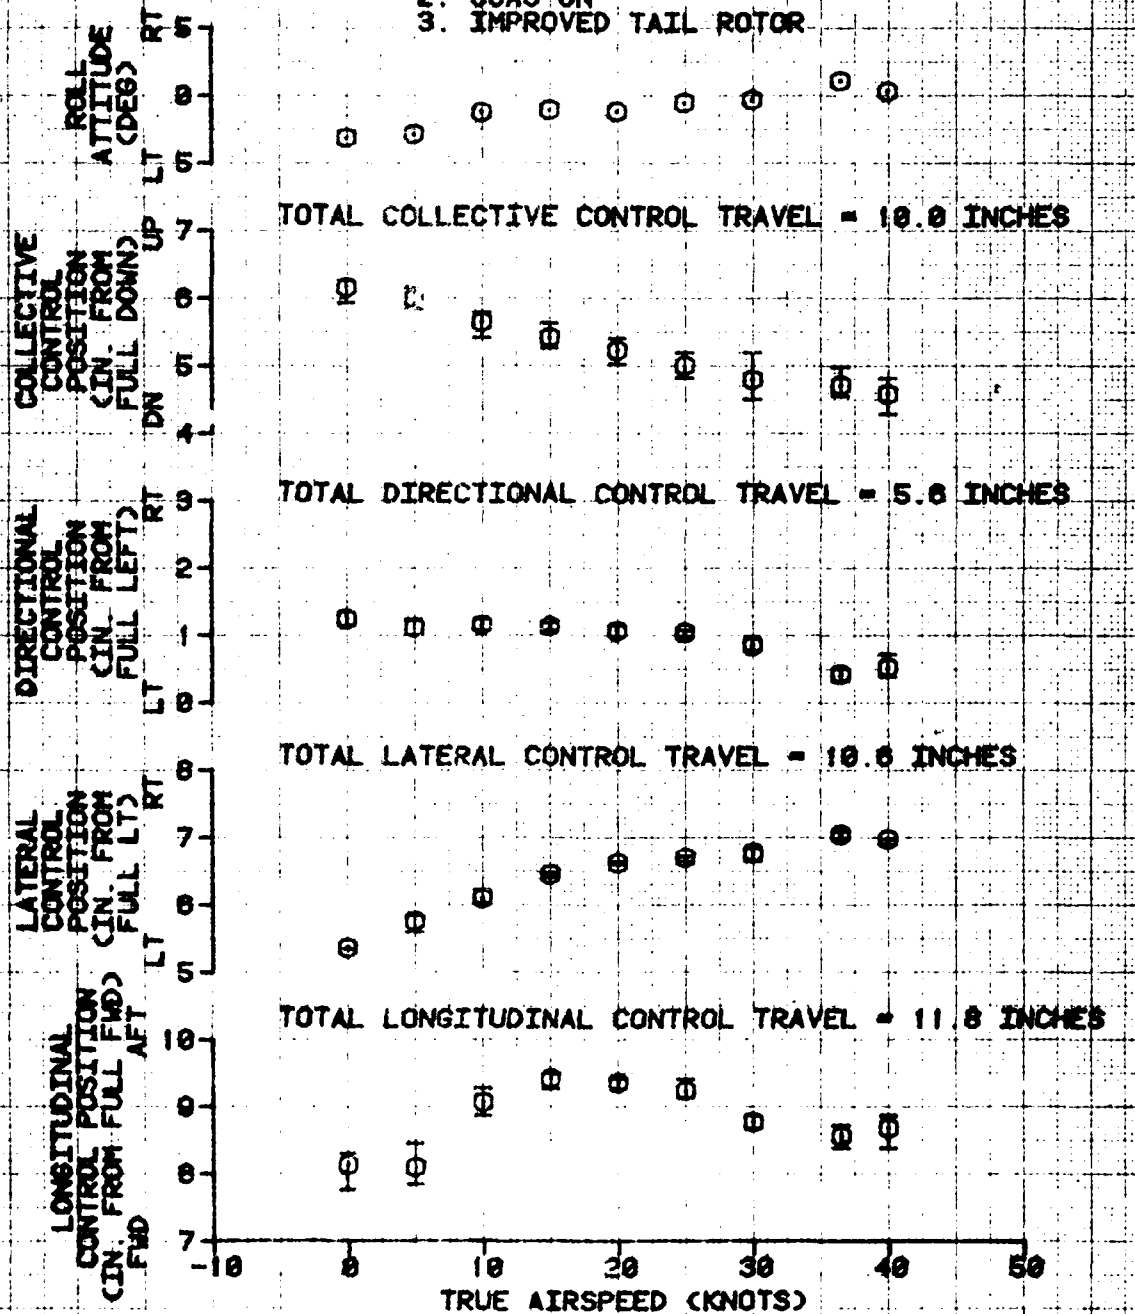 3. IMPROVED TAIL ROTOR
ROLL
ATTITUDE
(DEG)
LT RT
5
0
5
TOTAL COLLECTIVE CONTROL TRAVEL = 10.0 INCHES
COLLECTIVE
CONTROL
POSITION
(IN. FROM
FULL DOWN)
DN UP
7
6
5
4
TOTAL DIRECTIONAL CONTROL TRAVEL = 5.6 INCHES
DIRECTIONAL
CONTROL
POSITION
(IN. FROM
FULL LEFT)
LT RT
3
2
1
0
TOTAL LATERAL CONTROL TRAVEL = 10.6 INCHES
LATERAL
CONTROL
POSITION
(IN. FROM
FULL LT)
LT RT
8
7
6
5
TOTAL LONGITUDINAL CONTROL TRAVEL = 11.8 INCHES
LONGITUDINAL
CONTROL POSITION
(IN. FROM FULL FWD)
FWD AFT
10
9
8
7
-10 0 10 20 30 40 50
TRUE AIRSPEED (KNOTS)